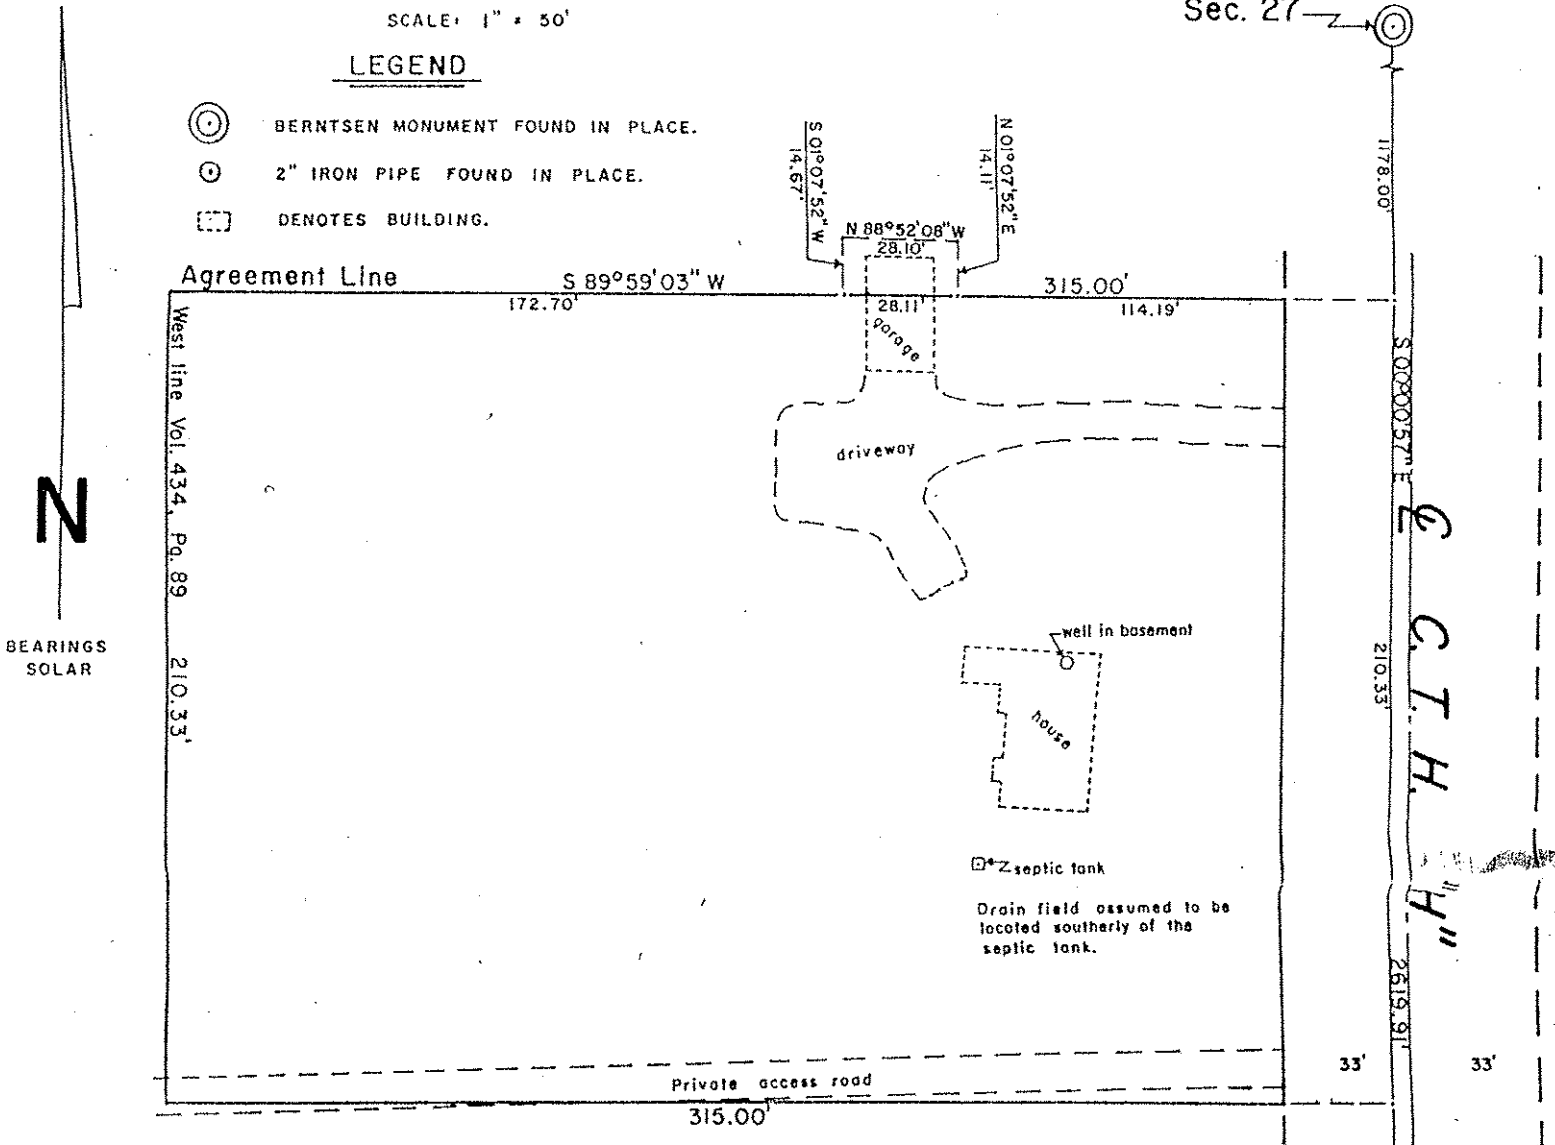 SCALE: 1" = 50'
Sec. 27
LEGEND
BERNTSEN MONUMENT FOUND IN PLACE.
2" IRON PIPE FOUND IN PLACE.
DENOTES BUILDING.
S 01°07'52" W
14.67'
N 01°07'52" E
14.11'
N 88°52'08" W
28.10'
1178.00'
Agreement Line
S 89°59'03" W
315.00'
172.70'
28.11'
114.19'
garage
West line Vol. 434, Pg. 89 210.33'
S 00°00'57" E
driveway
N
BEARINGS
SOLAR
well in basement
house
210.33'
C. T. H. "H"
septic tank
Drain field assumed to be
located southerly of the
septic tank.
2619.91'
33'
33'
Private access road
315.00'